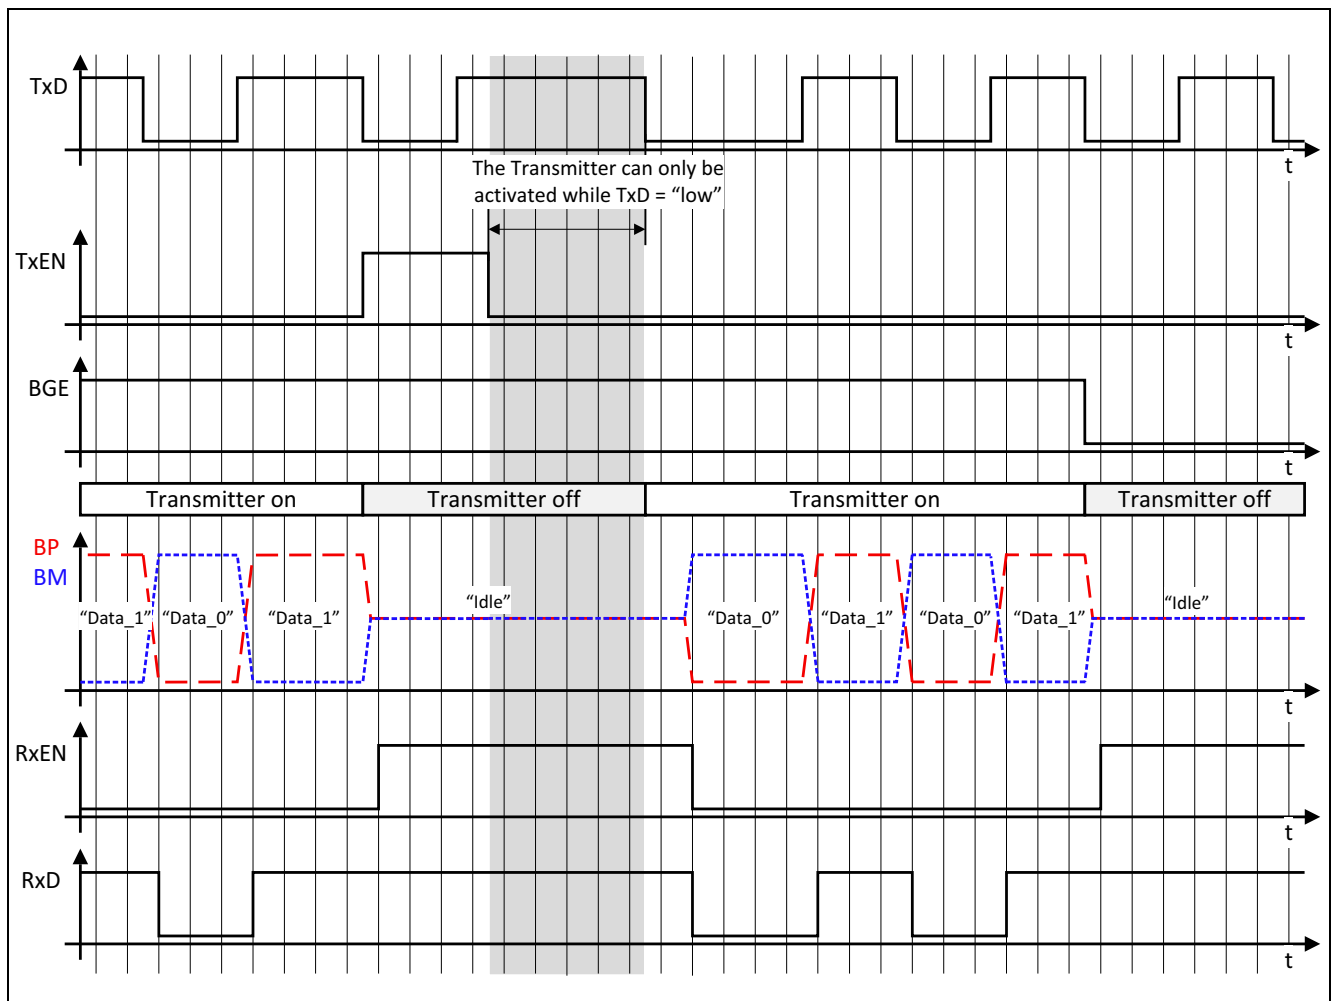 TxD
t
The Transmitter can only be
activated while TxD = “low”
TxEN
t
BGE
t
Transmitter on
Transmitter off
Transmitter on
Transmitter off
BP
BM
“Data_1”
“Data_0”
“Data_1”
“Idle”
“Data_0”
“Data_1”
“Data_0”
“Data_1”
“Idle”
t
RxEN
t
RxD
t